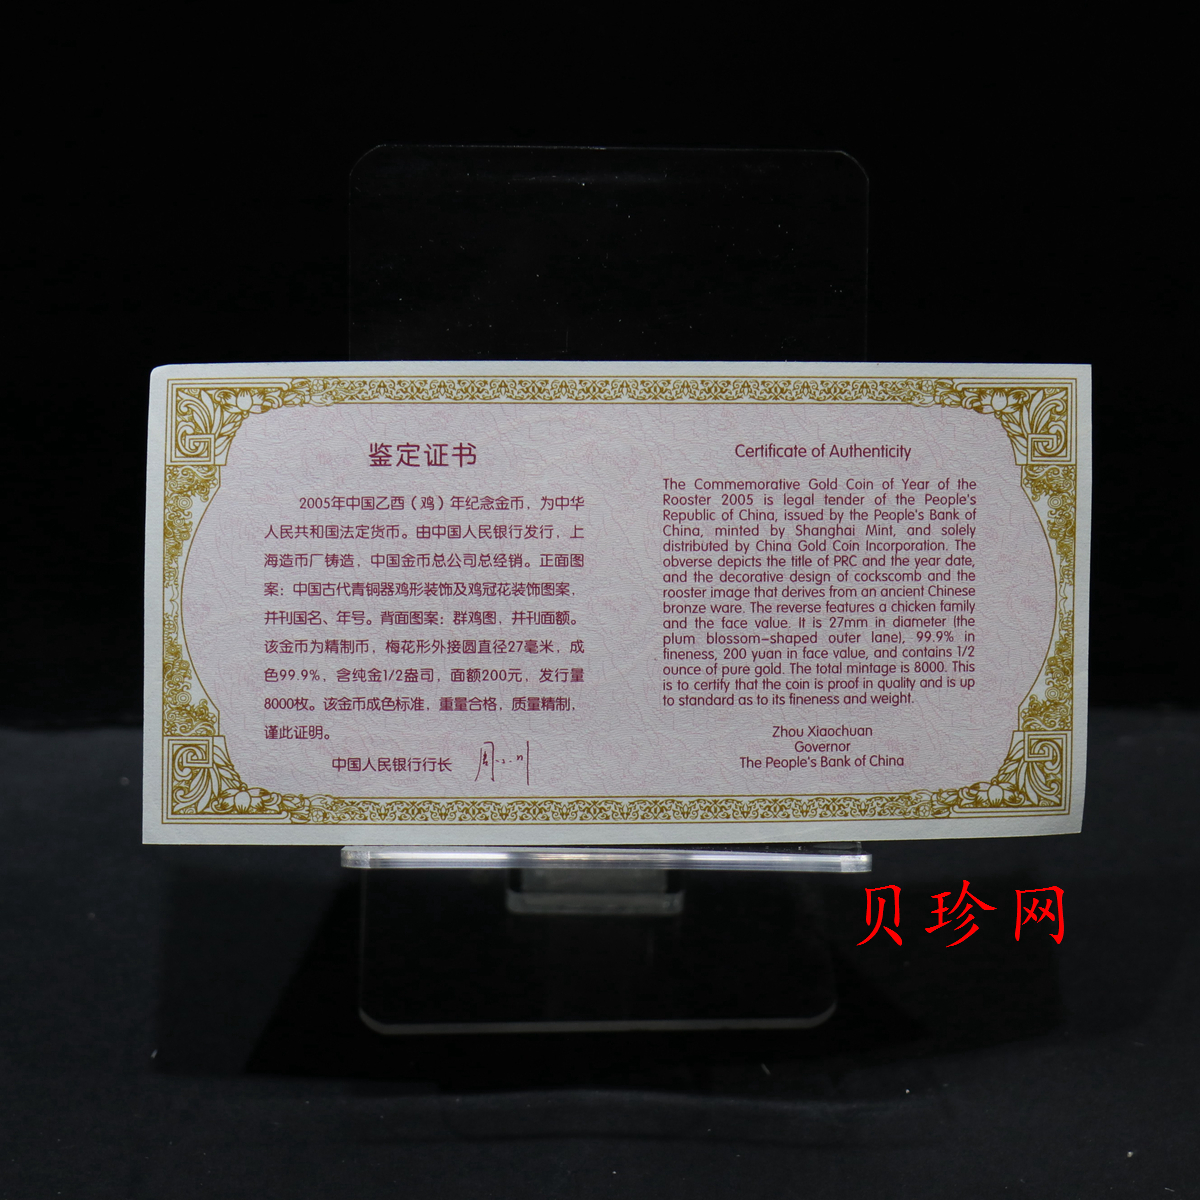 鉴定证书
2005年中国乙酉（鸡）年纪念金币，为中华
人民共和国法定货币。由中国人民银行发行，上
海造币厂铸造，中国金币总公司总经销。正面图
案：中国古代青铜器鸡形装饰及鸡冠花装饰图案，
并刊国名、年号。背面图案：群鸡图，并刊面额。
该金币为精制币，梅花形外接圆直径27毫米，成
色99.9%，含纯金1/2盎司，面额200元，发行量
8000枚。该金币成色标准，重量合格，质量精制，
谨此证明。
中国人民银行行长
Certificate of Authenticity
The Commemorative Gold Coin of Year of the
Rooster 2005 is legal tender of the People's
Republic of China, issued by the People's Bank of
China, minted by Shanghai Mint, and solely
distributed by China Gold Coin Incorporation. The
obverse depicts the title of PRC and the year date,
and the decorative design of cockscomb and the
rooster image that derives from an ancient Chinese
bronze ware. The reverse features a chicken family
and the face value. It is 27mm in diameter (the
plum blossom-shaped outer lane), 99.9% in
fineness, 200 yuan in face value, and contains 1/2
ounce of pure gold. The total mintage is 8000. This
is to certify that the coin is proof in quality and is up
to standard as to its fineness and weight.
Zhou Xiaochuan
Governor
The People's Bank of China
贝珍网